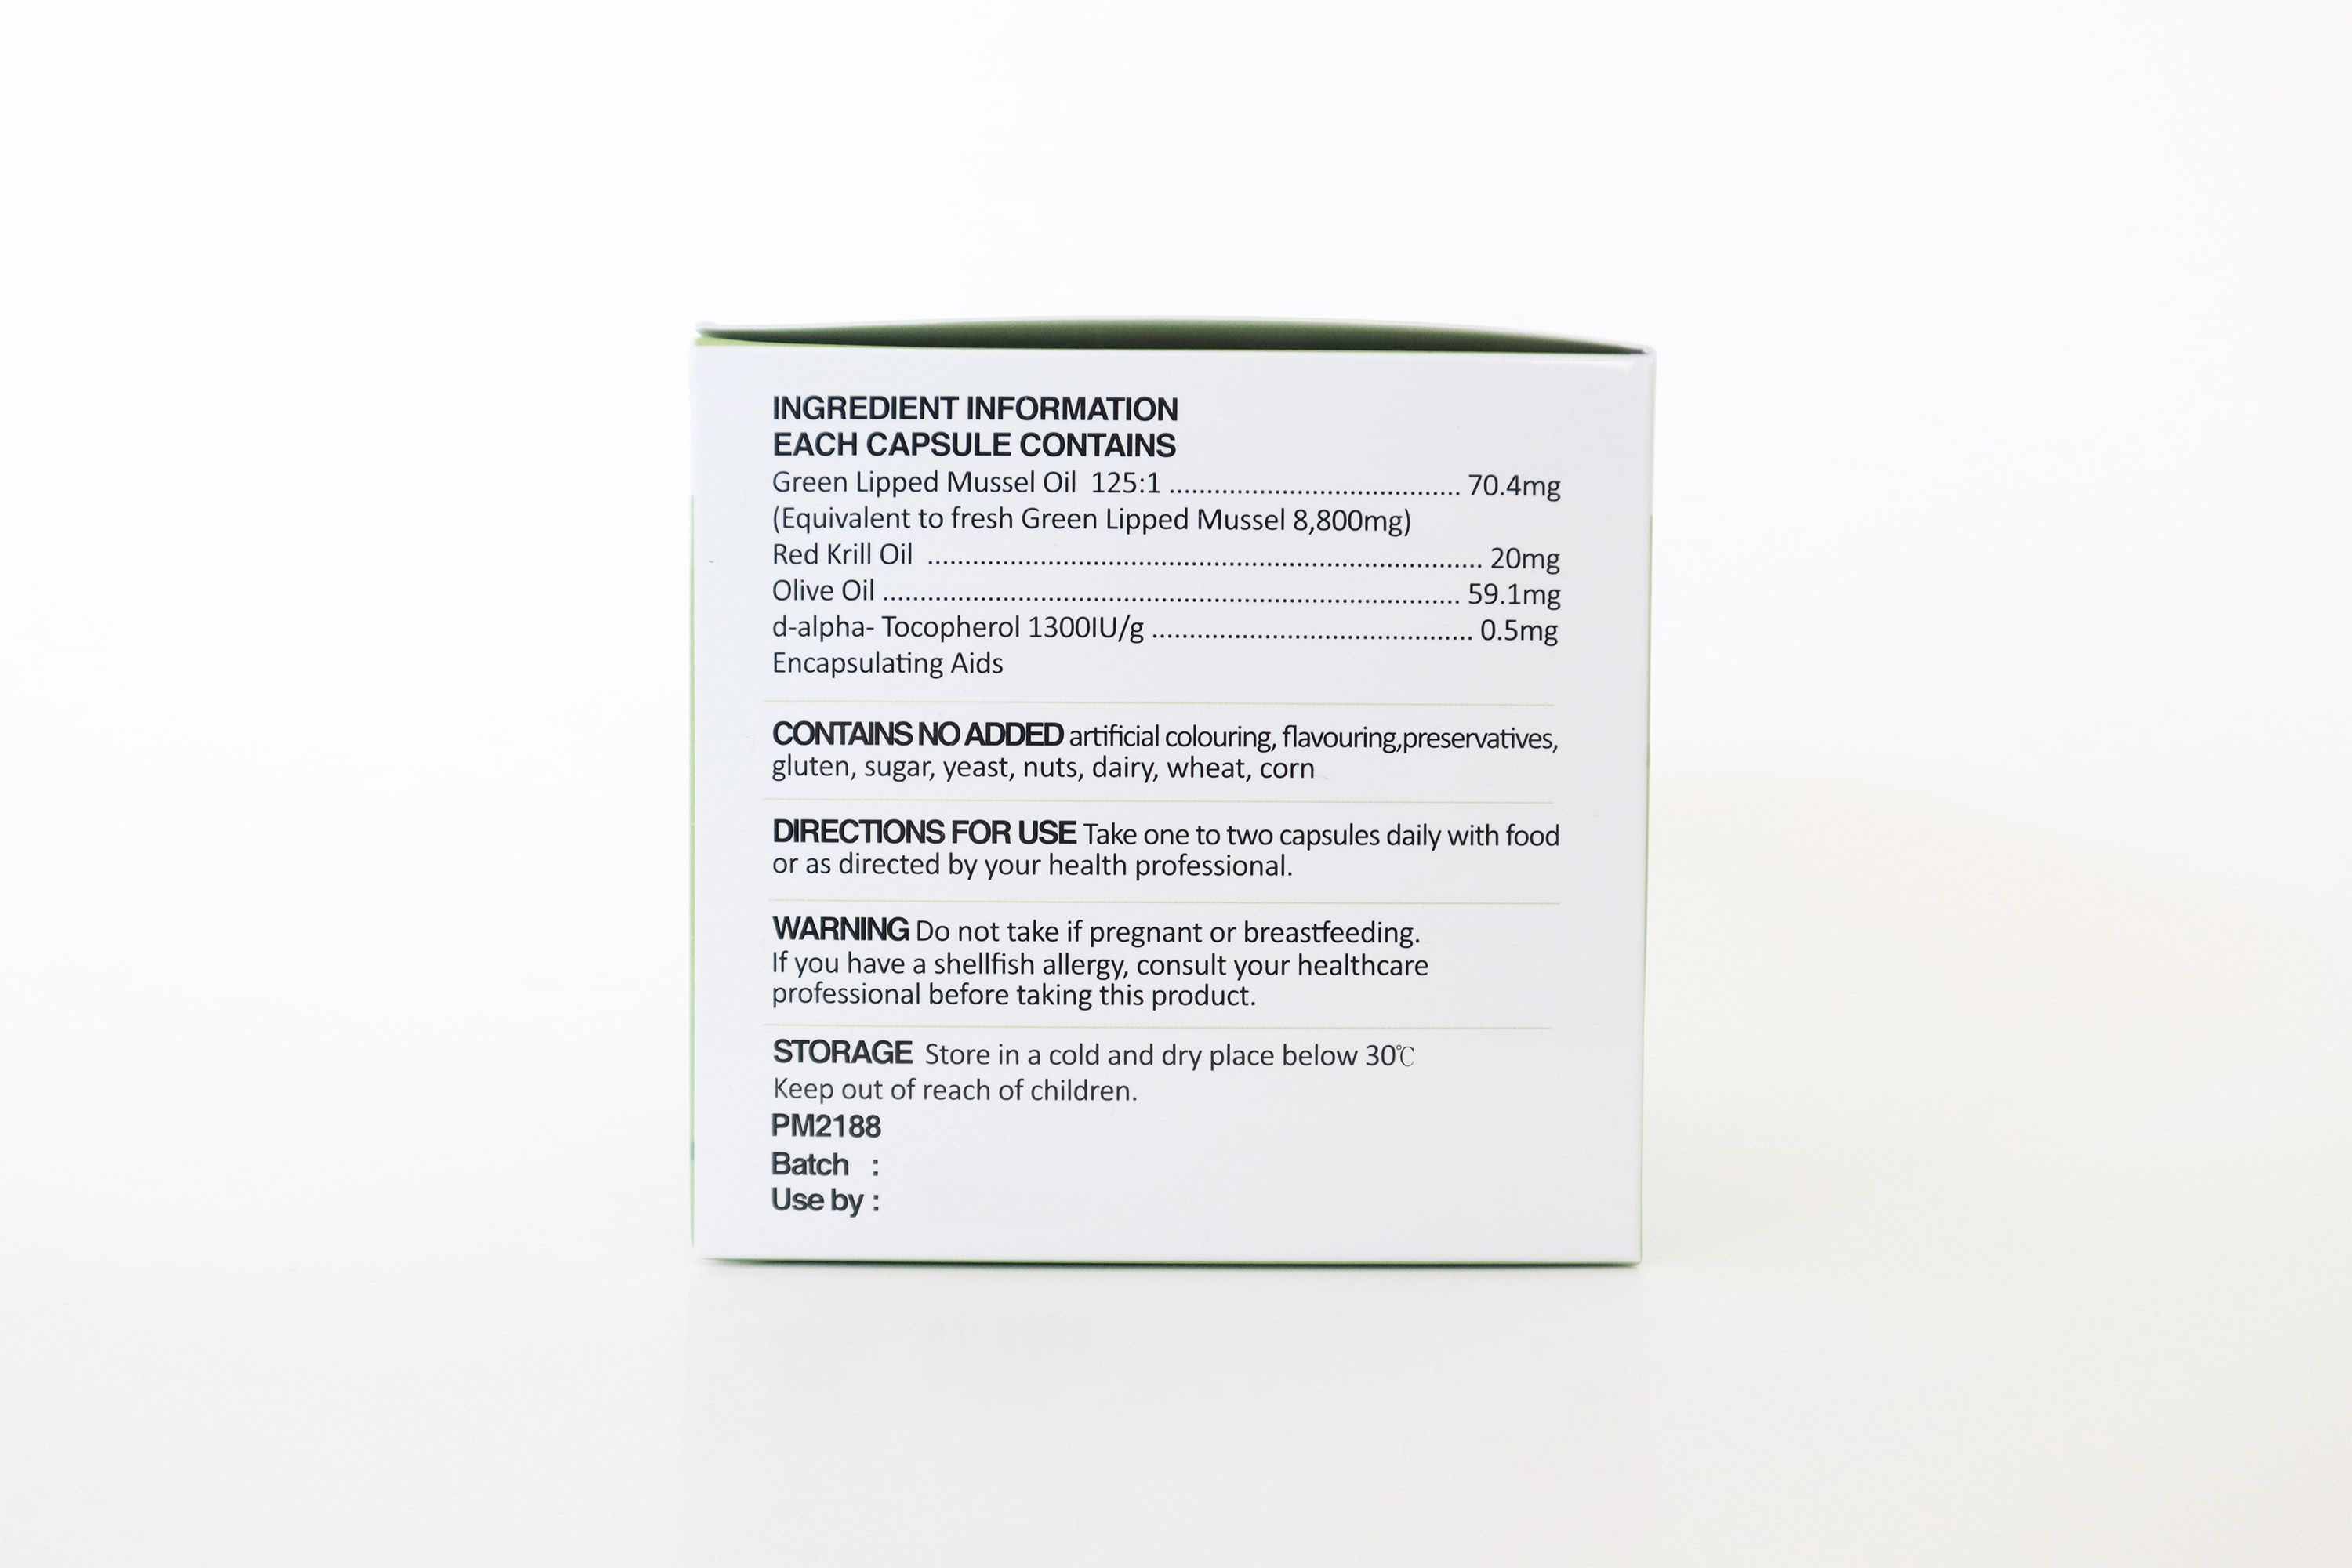 INGREDIENT INFORMATION
EACH CAPSULE CONTAINS
Green Lipped Mussel Oil  125:1 ....................................... 70.4mg
(Equivalent to fresh Green Lipped Mussel 8,800mg)
Red Krill Oil ........................................................................... 20mg
Olive Oil .............................................................................. 59.1mg
d-alpha- Tocopherol 1300IU/g ........................................... 0.5mg
Encapsulating Aids
CONTAINS NO ADDED artificial colouring, flavouring,preservatives,
gluten, sugar, yeast, nuts, dairy, wheat, corn
DIRECTIONS FOR USE Take one to two capsules daily with food
or as directed by your health professional.
WARNING Do not take if pregnant or breastfeeding.
If you have a shellfish allergy, consult your healthcare
professional before taking this product.
STORAGE Store in a cold and dry place below 30℃
Keep out of reach of children.
PM2188
Batch :
Use by :